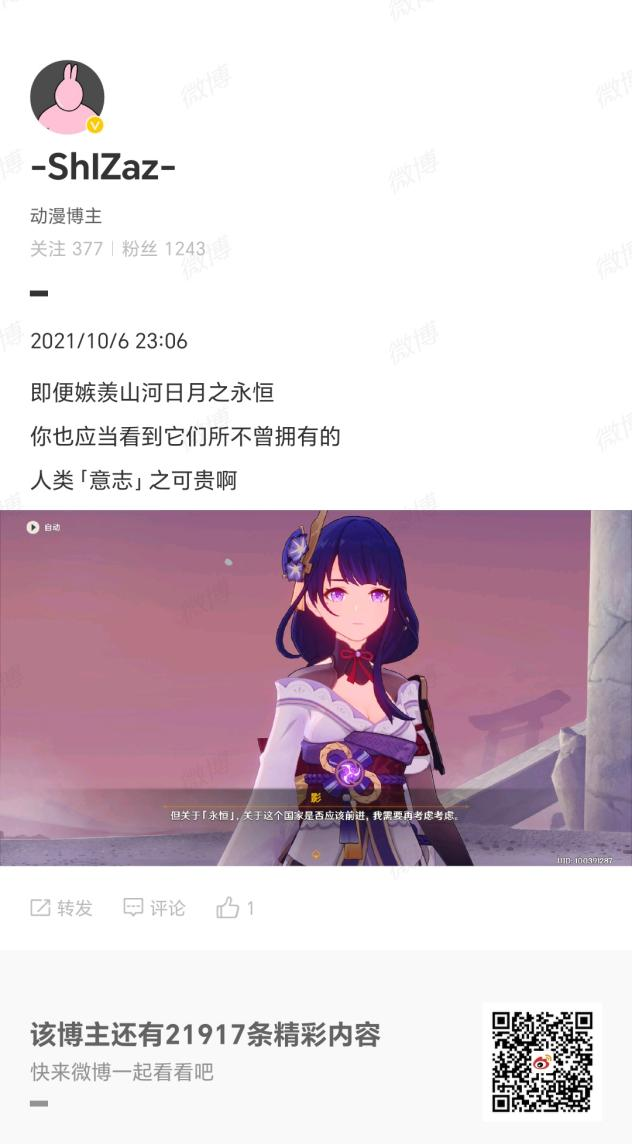 -ShIZaz-
动漫博主
关注 377 | 粉丝 1243
2021/10/6 23:06
即便嫉羡山河日月之永恒
你也应当看到它们所不曾拥有的
人类「意志」之可贵啊
自动
影
但关于「永恒」，关于这个国家是否应该前进，我需要再考虑考虑。
UID: 100391287
转发 评论 1
该博主还有21917条精彩内容
快来微博一起看看吧
微博